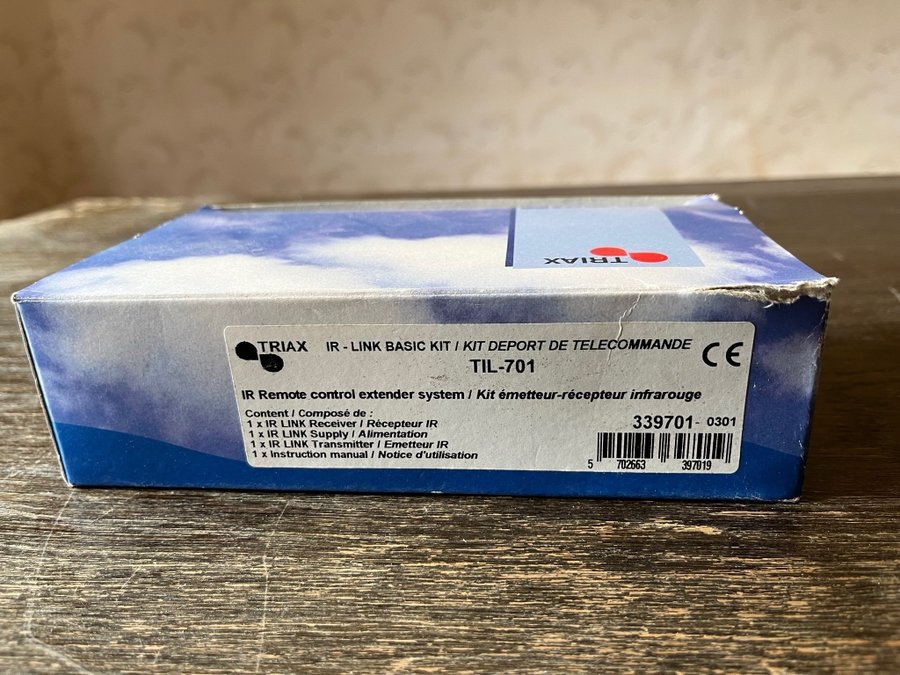 TRIAX
TRIAX IR - LINK BASIC KIT / KIT DEPORT DE TELECOMMANDE CE
TIL-701
IR Remote control extender system / Kit émetteur-récepteur infrarouge
Content / Composé de :
1 x IR LINK Receiver / Récepteur IR
1 x IR LINK Supply / Alimentation
1 x IR LINK Transmitter / Emetteur IR
1 x Instruction manual / Notice d'utilisation
339701- 0301
5 702663 397019